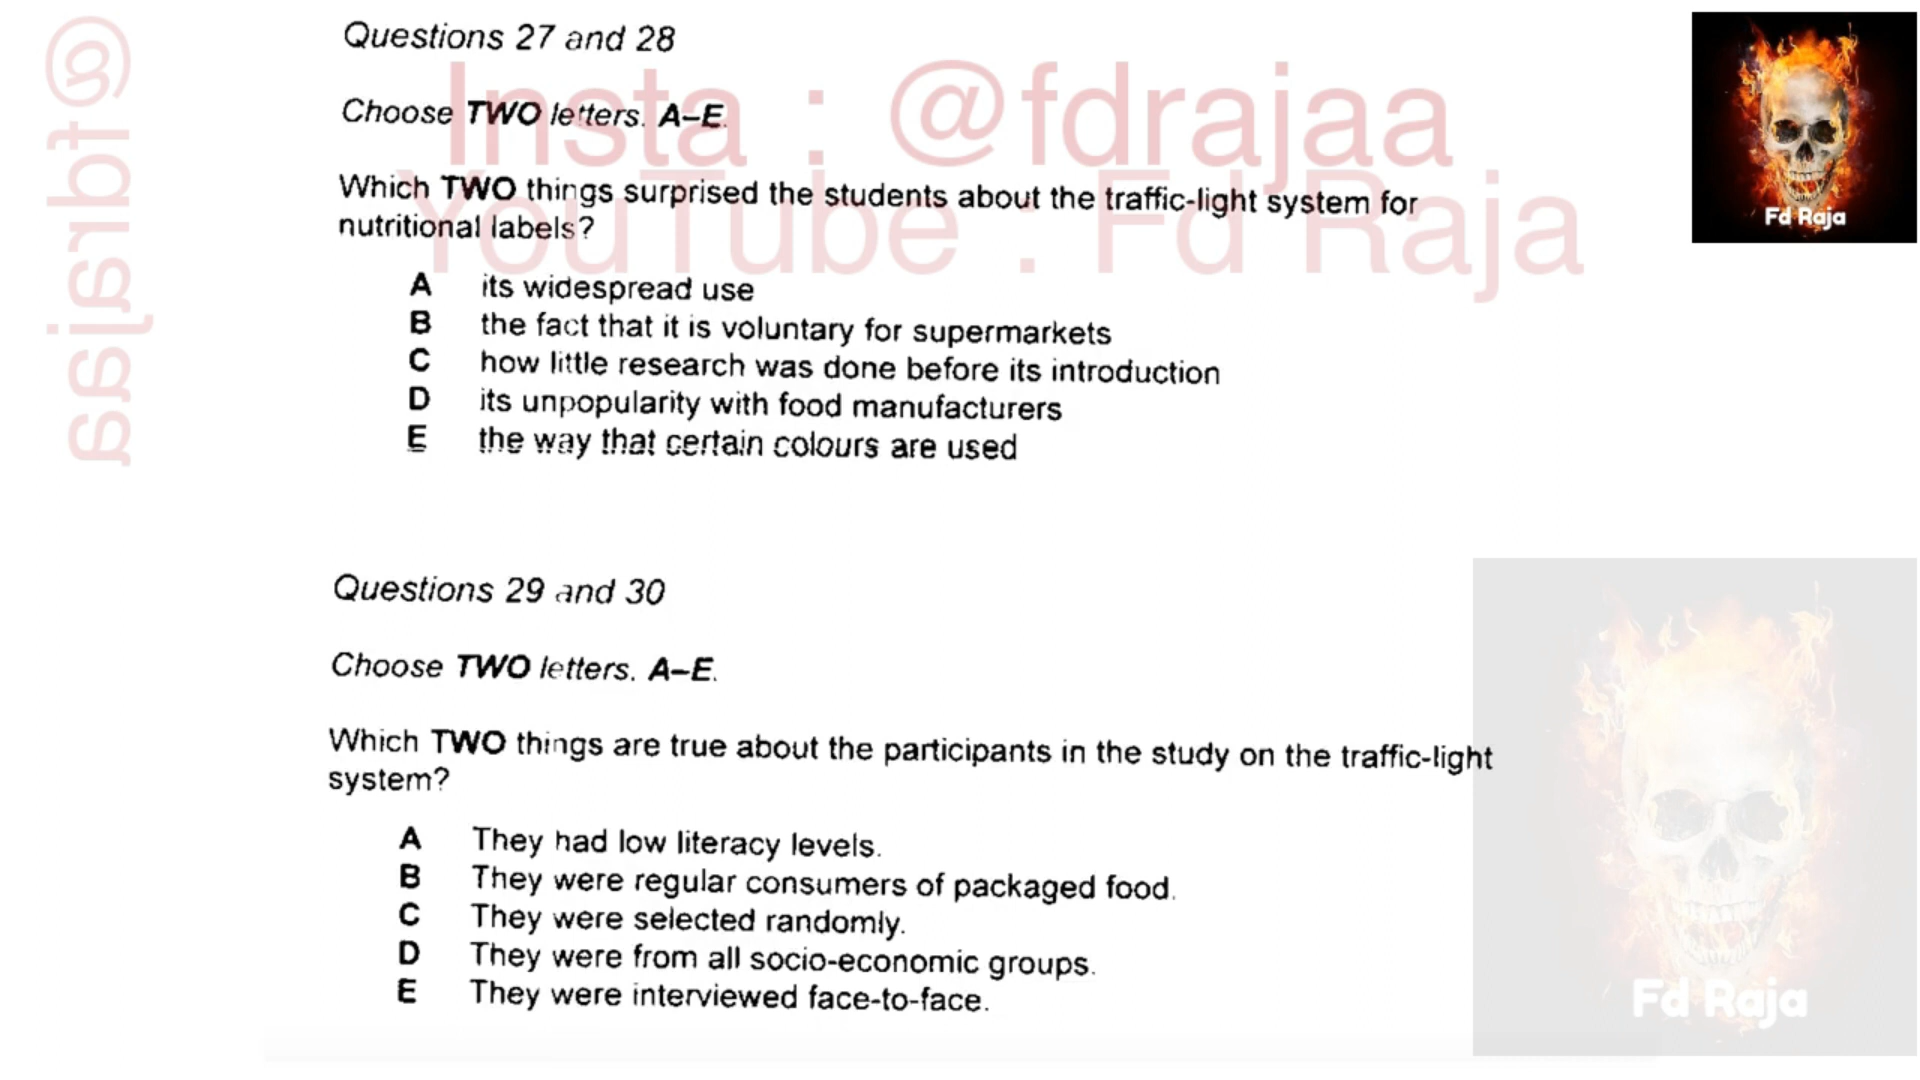 Questions 27 and 28
Choose TWO letters. A–E.
Insta : @fdrajaa
Which TWO things surprised the students about the traffic-light system for
nutritional labels?
YouTube : Fd Raja
A its widespread use
B the fact that it is voluntary for supermarkets
C how little research was done before its introduction
D its unpopularity with food manufacturers
E the way that certain colours are used
Questions 29 and 30
Choose TWO letters. A–E.
Which TWO things are true about the participants in the study on the traffic-light
system?
A They had low literacy levels.
B They were regular consumers of packaged food.
C They were selected randomly.
D They were from all socio-economic groups.
E They were interviewed face-to-face.
@fdrajaa
Fd Raja
Fd Raja